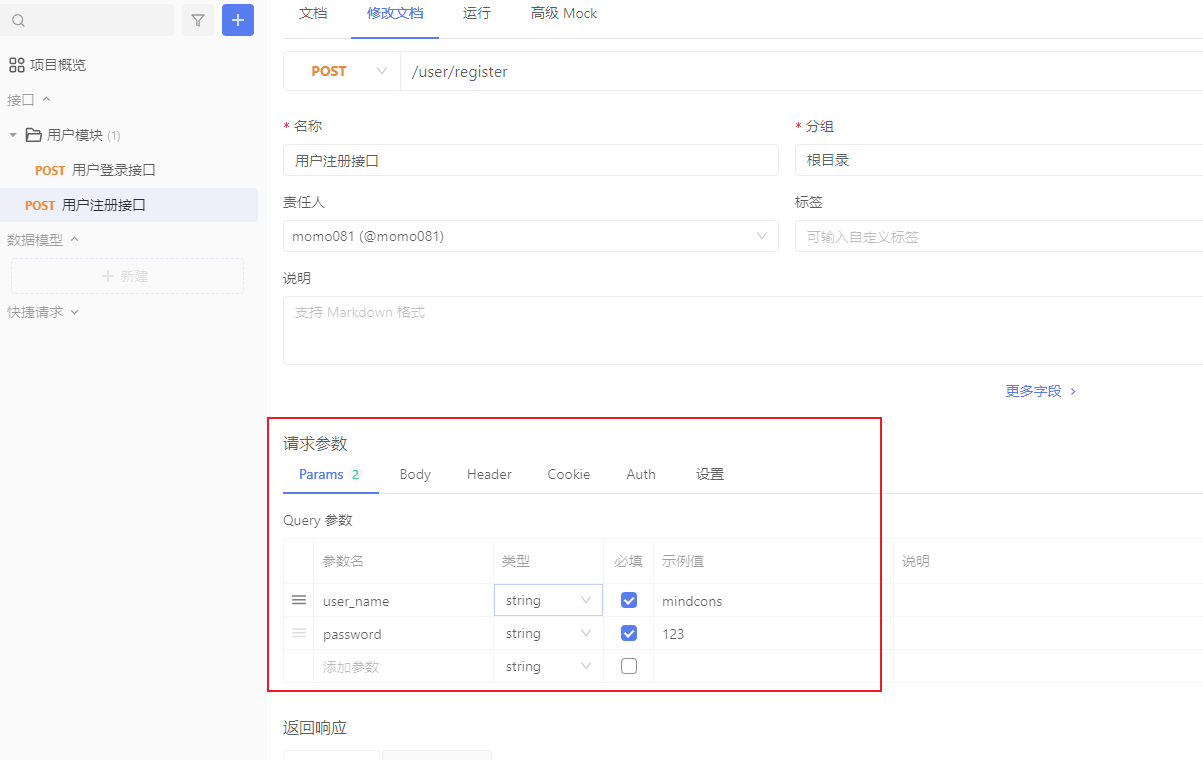 文档 修改文档 运行 高级 Mock
项目概览
接口
用户模块 (1)
POST 用户登录接口
POST 用户注册接口
数据模型
新建
快捷请求
POST /user/register
* 名称 * 分组
用户注册接口 根目录
责任人 标签
momo081 (@momo081) 可输入自定义标签
说明
支持 Markdown 格式
更多字段
请求参数
Params 2 Body Header Cookie Auth 设置
Query 参数
参数名 类型 必填 示例值 说明
user_name string mindcons
password string 123
添加参数 string
返回响应